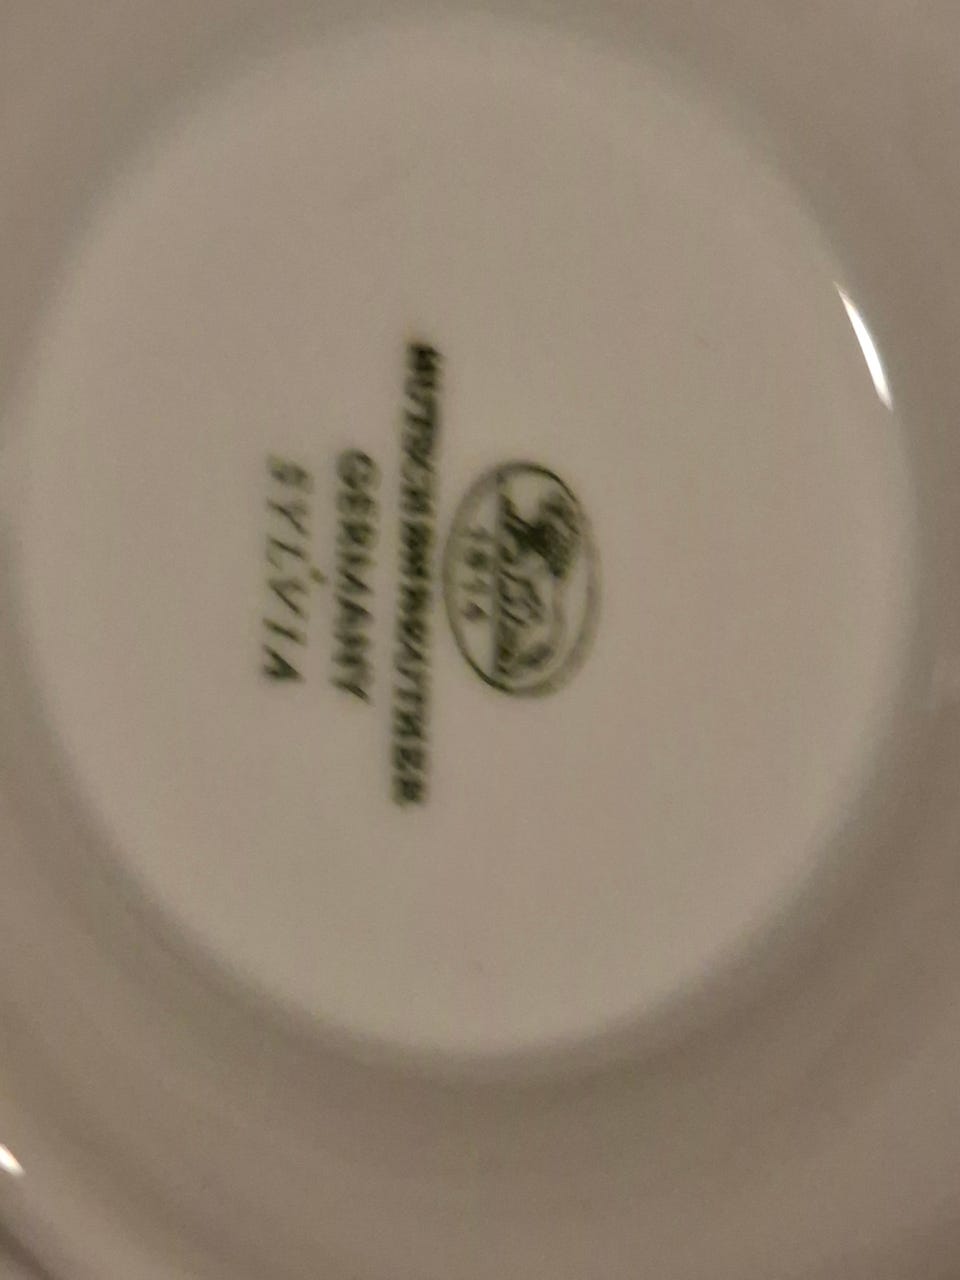 1814
HUTSCHENREUTHER
GERMANY
SYLVIA